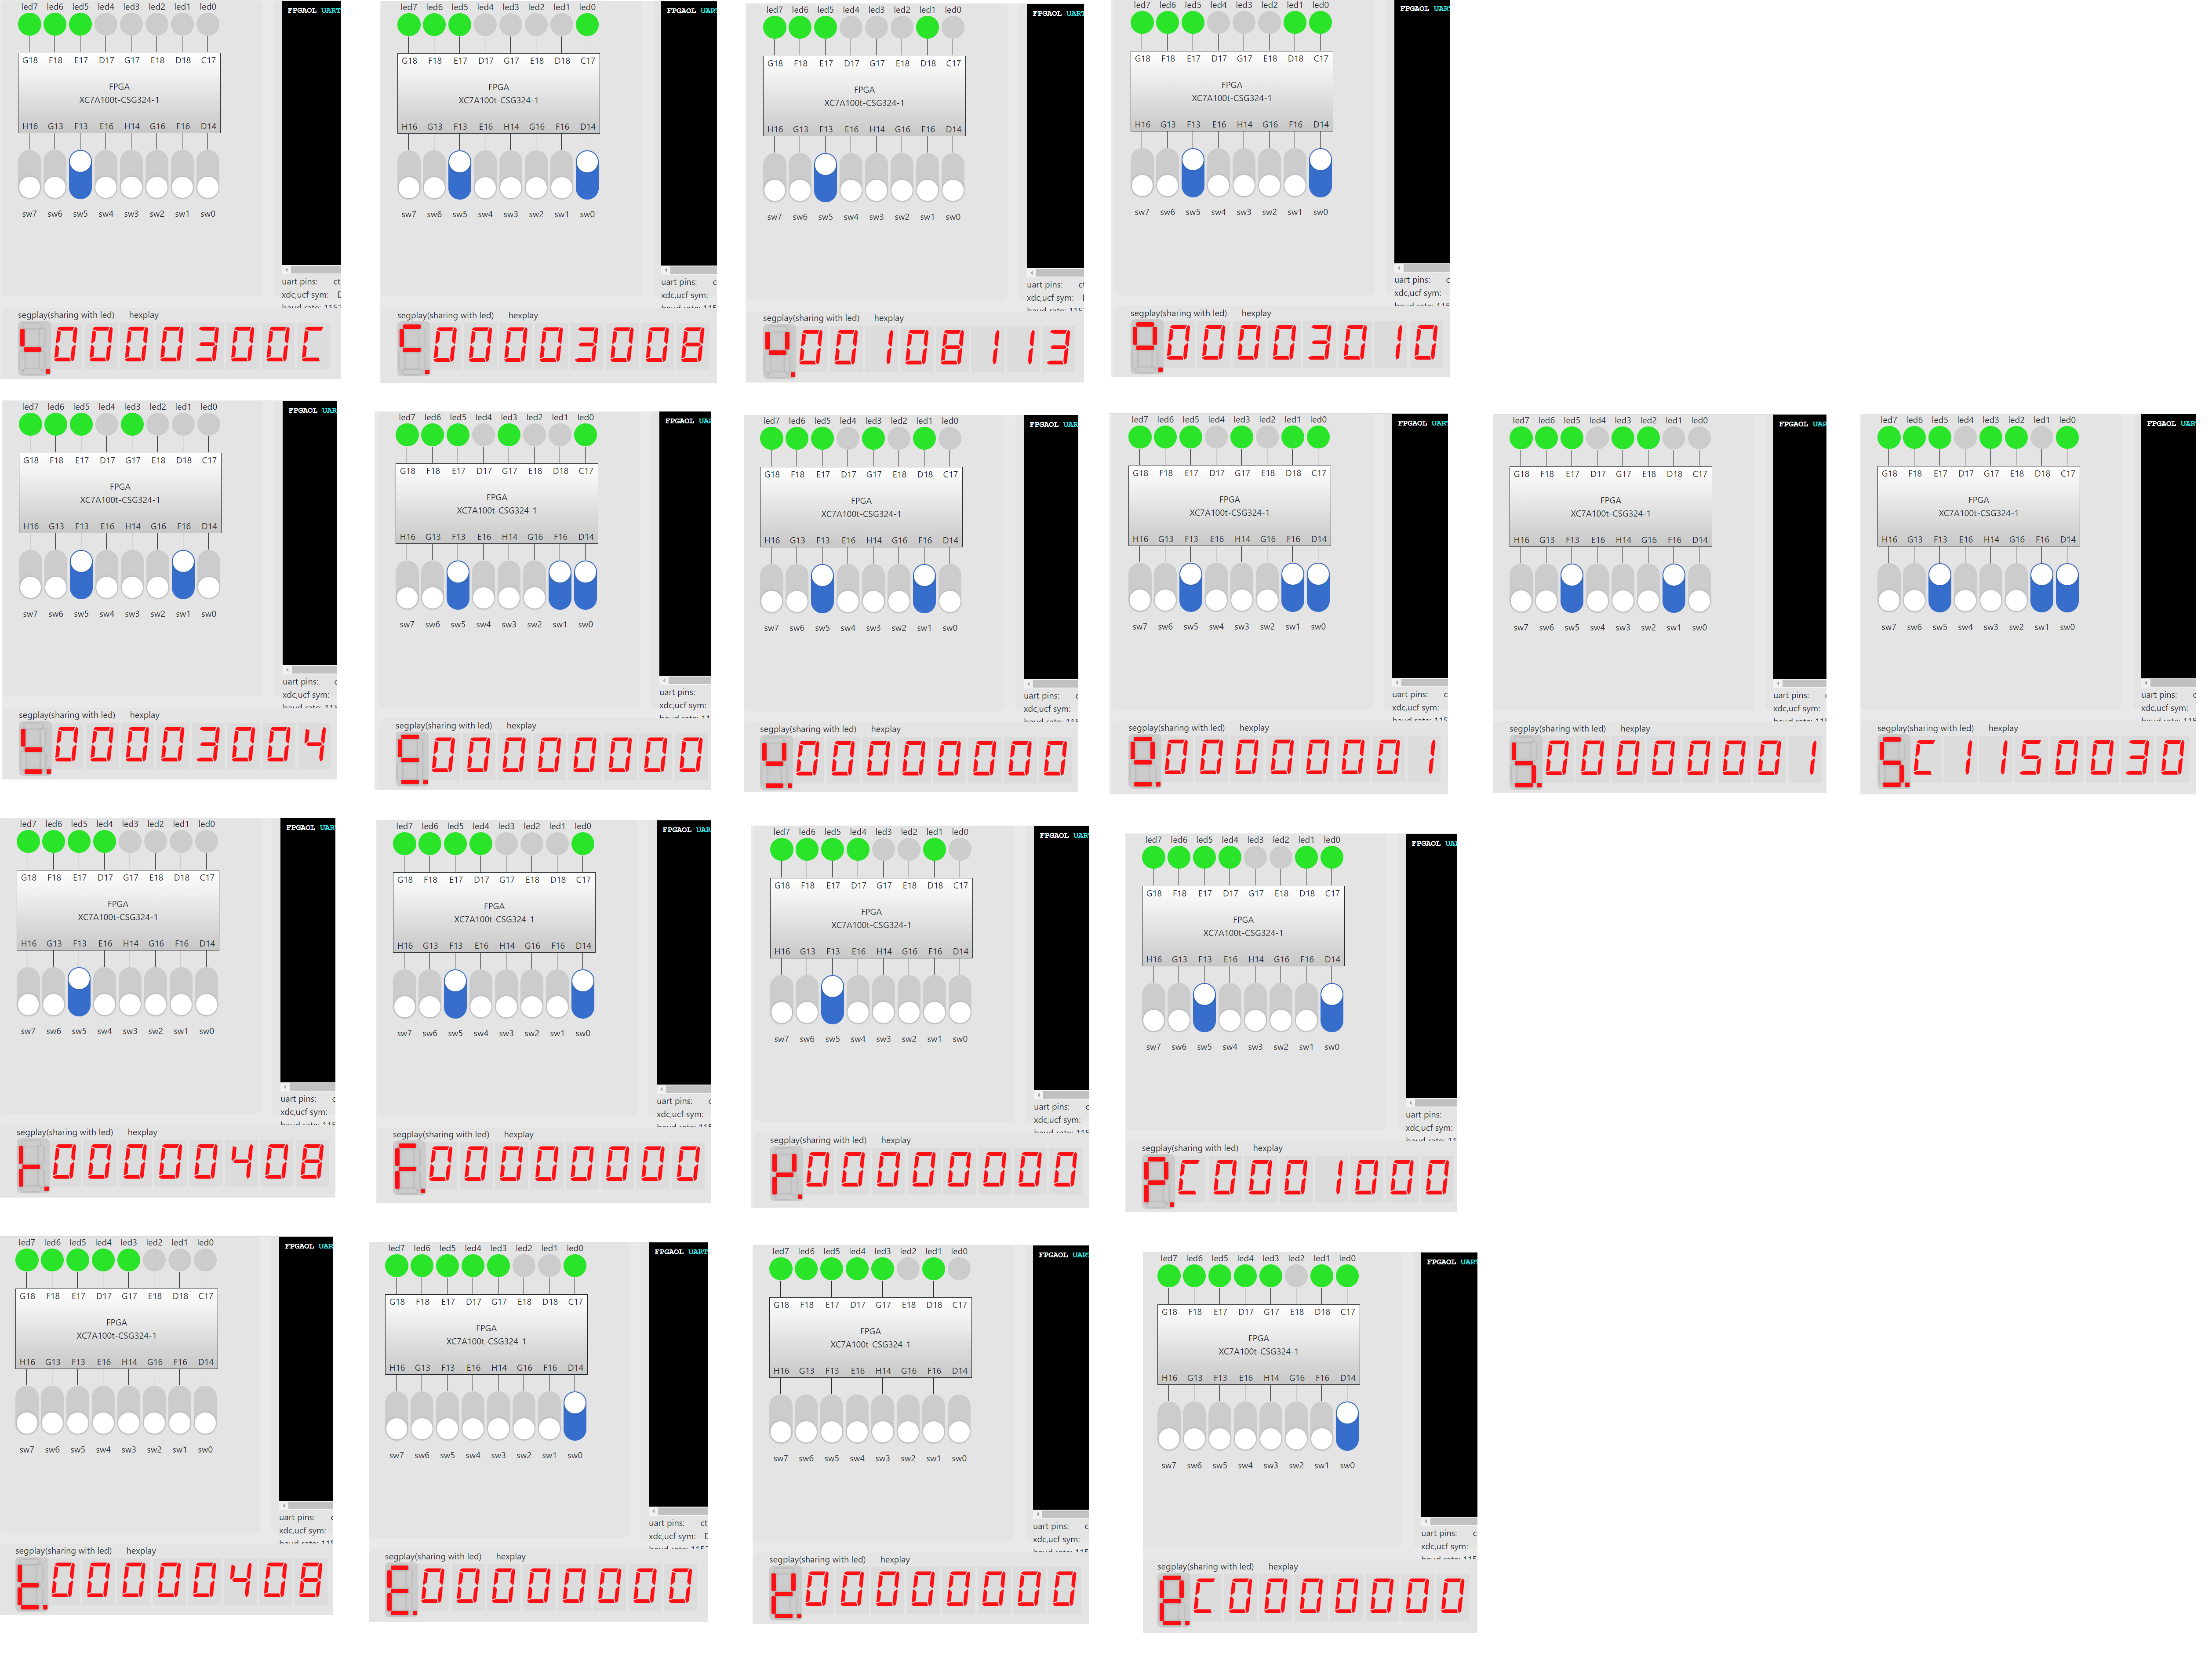 led7 led6 led5 led4 led3 led2 led1 led0
FPGAOL UART
G18 F18 E17 D17 G17 E18 D18 C17
FPGA
XC7A100t-CSG324-1
H16 G13 F13 E16 H14 G16 F16 D14
sw7 sw6 sw5 sw4 sw3 sw2 sw1 sw0
uart pins: ct
xdc,ucf sym: D
segplay(sharing with led) hexplay
0000300C
led7 led6 led5 led4 led3 led2 led1 led0
FPGAOL UART
G18 F18 E17 D17 G17 E18 D18 C17
FPGA
XC7A100t-CSG324-1
H16 G13 F13 E16 H14 G16 F16 D14
sw7 sw6 sw5 sw4 sw3 sw2 sw1 sw0
uart pins: c
xdc,ucf sym:
segplay(sharing with led) hexplay
00003008
led7 led6 led5 led4 led3 led2 led1 led0
FPGAOL UART
G18 F18 E17 D17 G17 E18 D18 C17
FPGA
XC7A100t-CSG324-1
H16 G13 F13 E16 H14 G16 F16 D14
sw7 sw6 sw5 sw4 sw3 sw2 sw1 sw0
uart pins: ct
xdc,ucf sym:
segplay(sharing with led) hexplay
00108113
led7 led6 led5 led4 led3 led2 led1 led0
FPGAOL UART
G18 F18 E17 D17 G17 E18 D18 C17
FPGA
XC7A100t-CSG324-1
H16 G13 F13 E16 H14 G16 F16 D14
sw7 sw6 sw5 sw4 sw3 sw2 sw1 sw0
uart pins: c
xdc,ucf sym:
segplay(sharing with led) hexplay
00003010
led7 led6 led5 led4 led3 led2 led1 led0
FPGAOL UAR
G18 F18 E17 D17 G17 E18 D18 C17
FPGA
XC7A100t-CSG324-1
H16 G13 F13 E16 H14 G16 F16 D14
sw7 sw6 sw5 sw4 sw3 sw2 sw1 sw0
uart pins: c
xdc,ucf sym:
segplay(sharing with led) hexplay
00003004
led7 led6 led5 led4 led3 led2 led1 led0
FPGAOL UAR
G18 F18 E17 D17 G17 E18 D18 C17
FPGA
XC7A100t-CSG324-1
H16 G13 F13 E16 H14 G16 F16 D14
sw7 sw6 sw5 sw4 sw3 sw2 sw1 sw0
uart pins:
xdc,ucf sym:
segplay(sharing with led) hexplay
00000000
led7 led6 led5 led4 led3 led2 led1 led0
FPGAOL UAR
G18 F18 E17 D17 G17 E18 D18 C17
FPGA
XC7A100t-CSG324-1
H16 G13 F13 E16 H14 G16 F16 D14
sw7 sw6 sw5 sw4 sw3 sw2 sw1 sw0
uart pins: c
xdc,ucf sym:
segplay(sharing with led) hexplay
00000000
led7 led6 led5 led4 led3 led2 led1 led0
FPGAOL UAR
G18 F18 E17 D17 G17 E18 D18 C17
FPGA
XC7A100t-CSG324-1
H16 G13 F13 E16 H14 G16 F16 D14
sw7 sw6 sw5 sw4 sw3 sw2 sw1 sw0
uart pins: c
xdc,ucf sym:
segplay(sharing with led) hexplay
00000001
led7 led6 led5 led4 led3 led2 led1 led0
FPGAOL UAR
G18 F18 E17 D17 G17 E18 D18 C17
FPGA
XC7A100t-CSG324-1
H16 G13 F13 E16 H14 G16 F16 D14
sw7 sw6 sw5 sw4 sw3 sw2 sw1 sw0
uart pins:
xdc,ucf sym:
segplay(sharing with led) hexplay
00000001
led7 led6 led5 led4 led3 led2 led1 led0
FPGAOL UAR
G18 F18 E17 D17 G17 E18 D18 C17
FPGA
XC7A100t-CSG324-1
H16 G13 F13 E16 H14 G16 F16 D14
sw7 sw6 sw5 sw4 sw3 sw2 sw1 sw0
uart pins: c
xdc,ucf sym:
segplay(sharing with led) hexplay
C1150030
led7 led6 led5 led4 led3 led2 led1 led0
FPGAOL UAR
G18 F18 E17 D17 G17 E18 D18 C17
FPGA
XC7A100t-CSG324-1
H16 G13 F13 E16 H14 G16 F16 D14
sw7 sw6 sw5 sw4 sw3 sw2 sw1 sw0
uart pins: c
xdc,ucf sym:
segplay(sharing with led) hexplay
00000408
led7 led6 led5 led4 led3 led2 led1 led0
FPGAOL UAR
G18 F18 E17 D17 G17 E18 D18 C17
FPGA
XC7A100t-CSG324-1
H16 G13 F13 E16 H14 G16 F16 D14
sw7 sw6 sw5 sw4 sw3 sw2 sw1 sw0
uart pins: c
xdc,ucf sym:
segplay(sharing with led) hexplay
00000000
led7 led6 led5 led4 led3 led2 led1 led0
FPGAOL UAR
G18 F18 E17 D17 G17 E18 D18 C17
FPGA
XC7A100t-CSG324-1
H16 G13 F13 E16 H14 G16 F16 D14
sw7 sw6 sw5 sw4 sw3 sw2 sw1 sw0
uart pins: c
xdc,ucf sym:
segplay(sharing with led) hexplay
00000000
led7 led6 led5 led4 led3 led2 led1 led0
FPGAOL UA
G18 F18 E17 D17 G17 E18 D18 C17
FPGA
XC7A100t-CSG324-1
H16 G13 F13 E16 H14 G16 F16 D14
sw7 sw6 sw5 sw4 sw3 sw2 sw1 sw0
uart pins:
xdc,ucf sym:
segplay(sharing with led) hexplay
C0001000
led7 led6 led5 led4 led3 led2 led1 led0
FPGAOL UAR
G18 F18 E17 D17 G17 E18 D18 C17
FPGA
XC7A100t-CSG324-1
H16 G13 F13 E16 H14 G16 F16 D14
sw7 sw6 sw5 sw4 sw3 sw2 sw1 sw0
uart pins: c
xdc,ucf sym:
segplay(sharing with led) hexplay
00000408
led7 led6 led5 led4 led3 led2 led1 led0
FPGAOL UART
G18 F18 E17 D17 G17 E18 D18 C17
FPGA
XC7A100t-CSG324-1
H16 G13 F13 E16 H14 G16 F16 D14
sw7 sw6 sw5 sw4 sw3 sw2 sw1 sw0
uart pins: ct
xdc,ucf sym: D
segplay(sharing with led) hexplay
00000000
led7 led6 led5 led4 led3 led2 led1 led0
FPGAOL UAR
G18 F18 E17 D17 G17 E18 D18 C17
FPGA
XC7A100t-CSG324-1
H16 G13 F13 E16 H14 G16 F16 D14
sw7 sw6 sw5 sw4 sw3 sw2 sw1 sw0
uart pins: c
xdc,ucf sym:
segplay(sharing with led) hexplay
00000000
led7 led6 led5 led4 led3 led2 led1 led0
FPGAOL UAR
G18 F18 E17 D17 G17 E18 D18 C17
FPGA
XC7A100t-CSG324-1
H16 G13 F13 E16 H14 G16 F16 D14
sw7 sw6 sw5 sw4 sw3 sw2 sw1 sw0
uart pins: c
xdc,ucf sym:
segplay(sharing with led) hexplay
C0000000